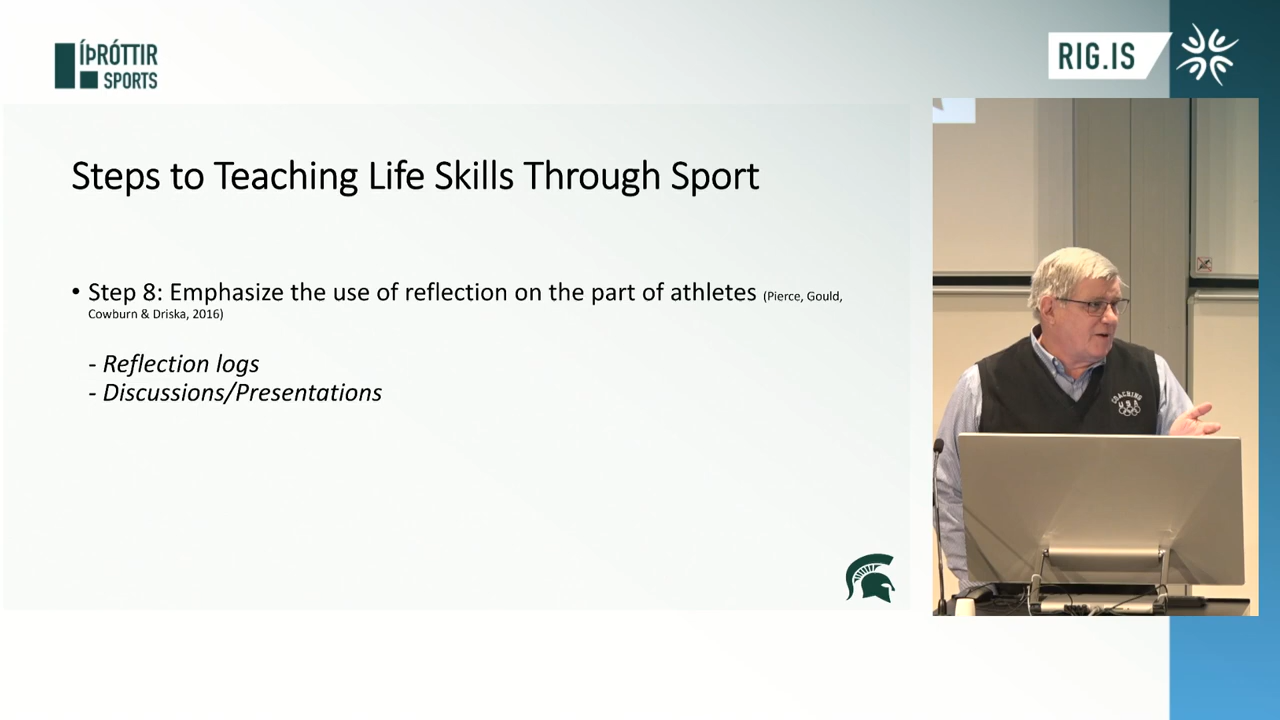 ÍÞRÓTTIR
SPORTS
RIG.IS
Steps to Teaching Life Skills Through Sport
• Step 8: Emphasize the use of reflection on the part of athletes (Pierce, Gould,
Cowburn & Driska, 2016)
- Reflection logs
- Discussions/Presentations
COACHING
USA